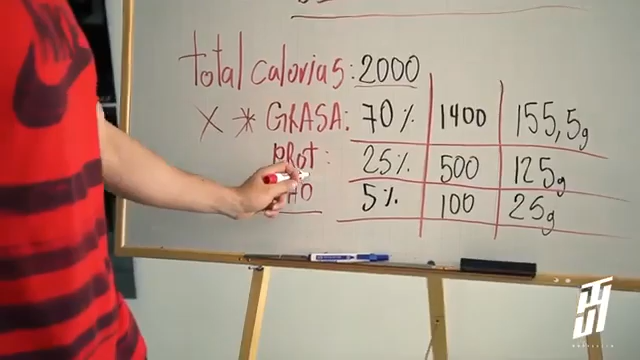 total calorias: 2000
X * GRASA: 70% 1400 155,5g
PROT: 25% 500 125g
HO 5% 100 25g